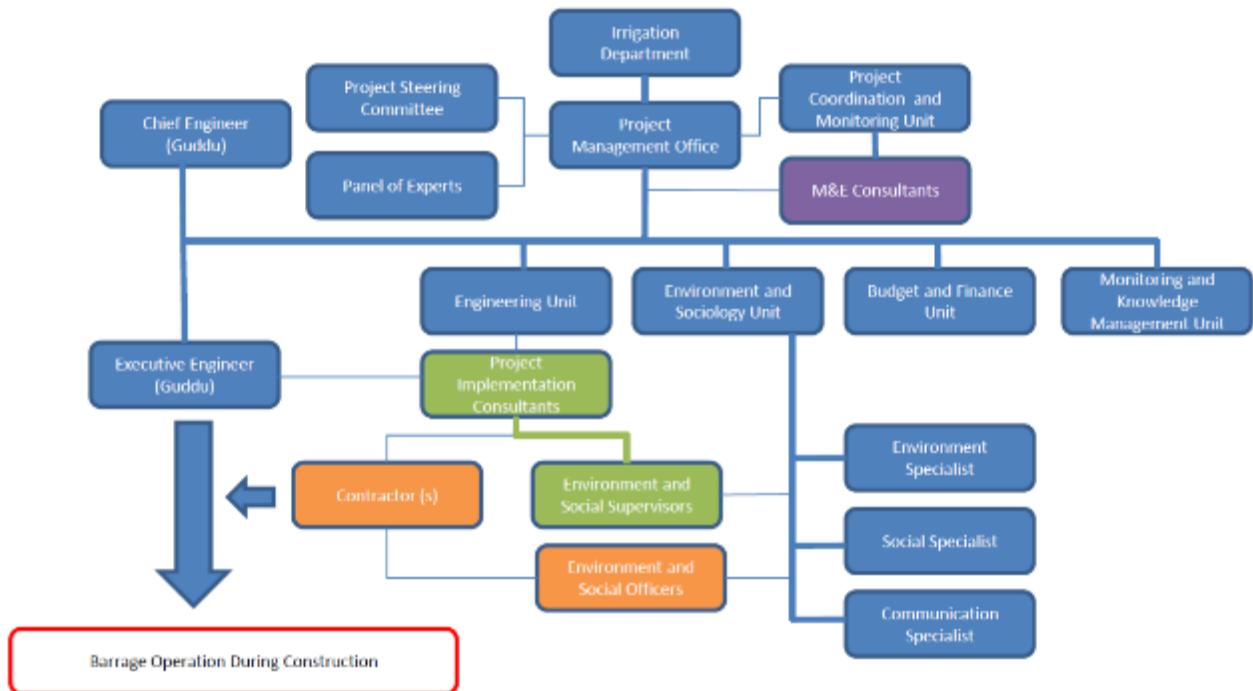 Irrigation
Department
Project Steering
Committee
Project
Coordination and
Monitoring Unit
Chief Engineer
(Guddu)
Project
Management Office
Panel of Experts
M&E Consultants
Engineering Unit
Environment and
Sociology Unit
Budget and Finance
Unit
Monitoring and
Knowledge
Management Unit
Executive Engineer
(Guddu)
Project
Implementation
Consultants
Environment
Specialist
Contractor (s)
Environment and
Social Supervisors
Social Specialist
Environment and
Social Officers
Communication
Specialist
Barrage Operation During Construction